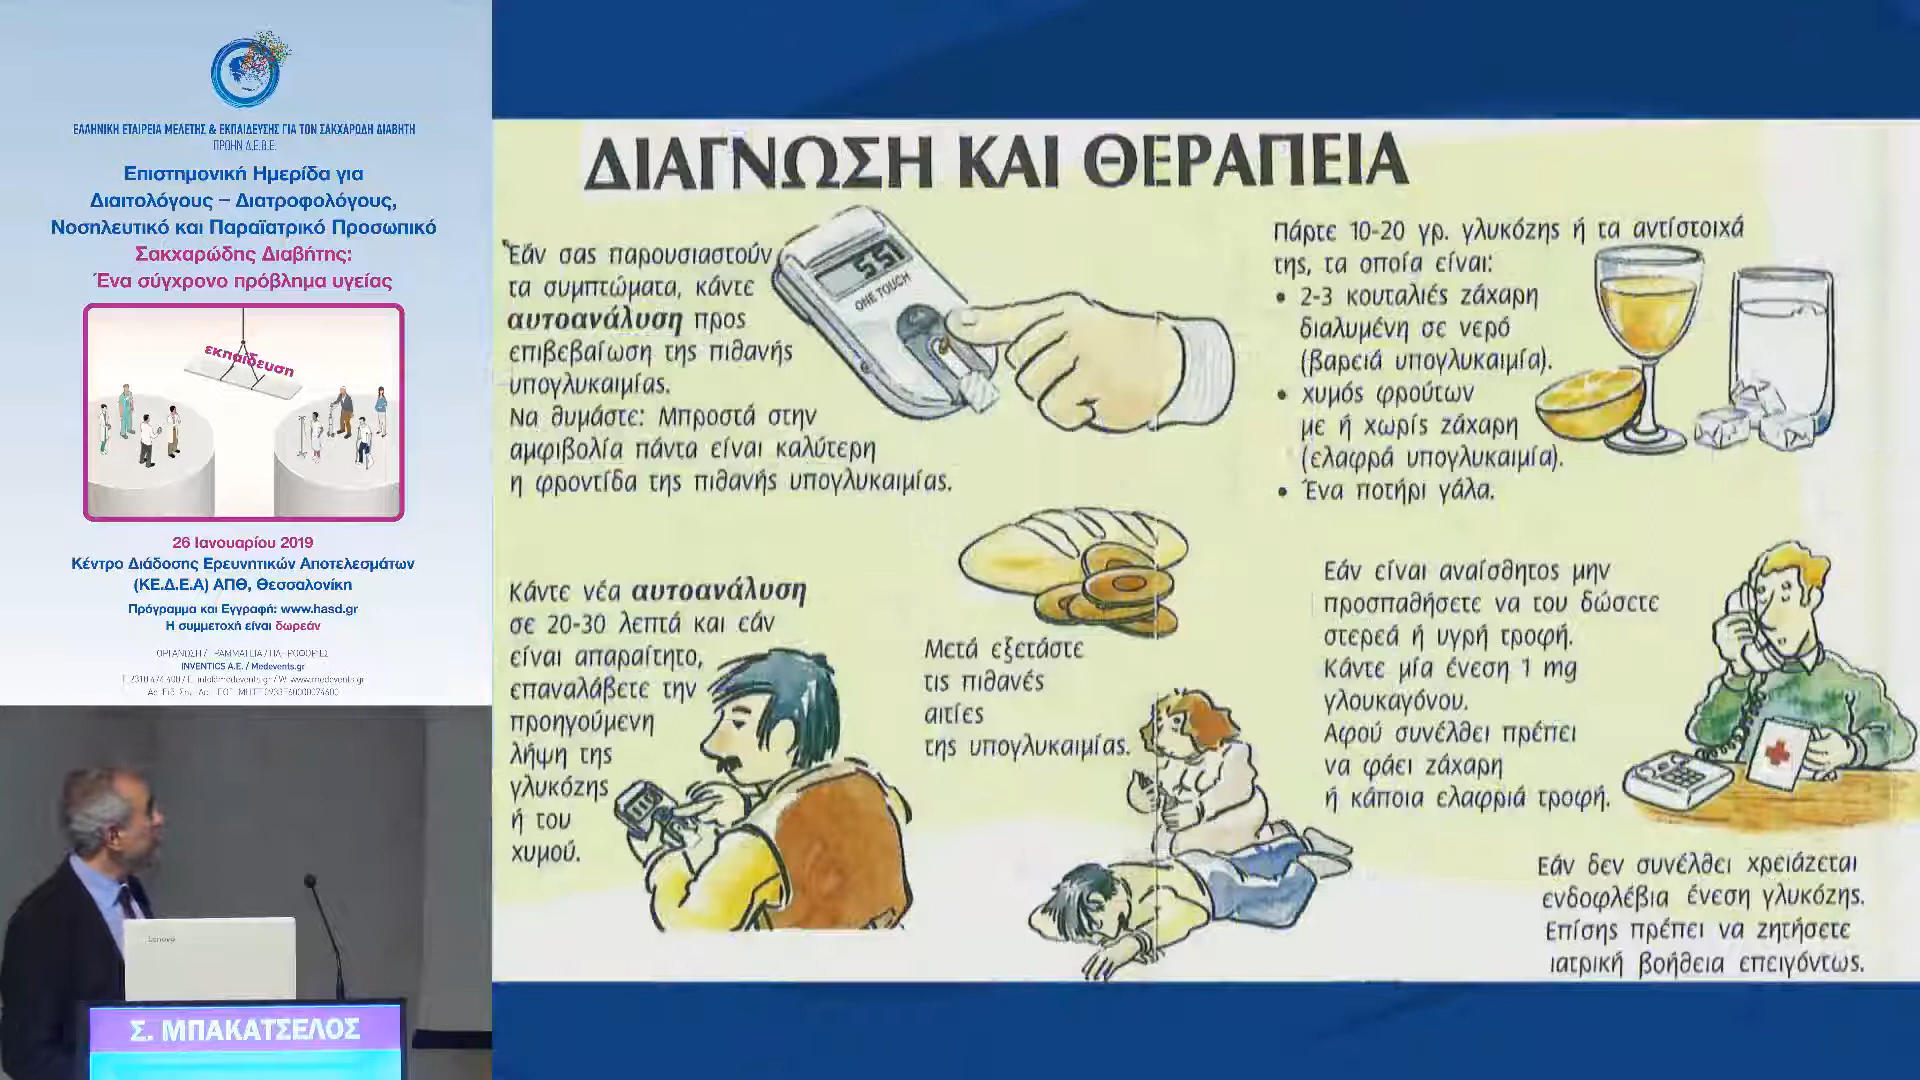 ΕΛΛΗΝΙΚΗ ΕΤΑΙΡΕΙΑ ΜΕΛΕΤΗΣ & ΕΚΠΑΙΔΕΥΣΗΣ ΓΙΑ ΤΟΝ ΣΑΚΧΑΡΩΔΗ ΔΙΑΒΗΤΗ
ΠΡΩΗΝ Δ.Ε.Β.Ε.
Επιστημονική Ημερίδα για
Διαιτολόγους – Διατροφολόγους,
Νοσηλευτικό και Παραϊατρικό Προσωπικό
Σακχαρώδης Διαβήτης:
Ένα σύγχρονο πρόβλημα υγείας
εκπαίδευση
26 Ιανουαρίου 2019
Κέντρο Διάδοσης Ερευνητικών Αποτελεσμάτων
(ΚΕ.Δ.Ε.Α) ΑΠΘ, Θεσσαλονίκη
Πρόγραμμα και Εγγραφή: www.hasd.gr
Η συμμετοχή είναι δωρεάν
INVENTICS A.E. / Medevents.gr
Lenovo
Σ. ΜΠΑΚΑΤΣΕΛΟΣ
ΔΙΑΓΝΩΣΗ ΚΑΙ ΘΕΡΑΠΕΙΑ
Έάν σας παρουσιαστούν
τα συμπτώματα, κάντε
αυτοανάλυση προς
επιβεβαίωση της πιθανής
υπογλυκαιμίας.
Να θυμάστε: Μπροστά στην
αμφιβολία πάντα είναι καλύτερη
η φροντίδα της πιθανής υπογλυκαιμίας.
551
ONE TOUCH
Πάρτε 10-20 γρ. γλυκόζης ή τα αντίστοιχά
της, τα οποία είναι:
• 2-3 κουταλιές ζάχαρη
διαλυμένη σε νερό
(βαρειά υπογλυκαιμία).
• χυμός φρούτων
με ή χωρίς ζάχαρη
(ελαφρά υπογλυκαιμία).
• Ένα ποτήρι γάλα.
Κάντε νέα αυτοανάλυση
σε 20-30 λεπτά και εάν
είναι απαραίτητο,
επαναλάβετε την
προηγούμενη
λήψη της
γλυκόζης
ή του
χυμού.
Μετά εξετάστε
τις πιθανές
αιτίες
της υπογλυκαιμίας.
Εάν είναι αναίσθητος μην
προσπαθήσετε να του δώσετε
στερεά ή υγρή τροφή.
Κάντε μία ένεση 1 mg
γλουκαγόνου.
Αφού συνέλθει πρέπει
να φάει ζάχαρη
ή κάποια ελαφριά τροφή.
Εάν δεν συνέλθει χρειάζεται
ενδοφλέβια ένεση γλυκόζης.
Επίσης πρέπει να ζητήσετε
ιατρική βοήθεια επειγόντως.